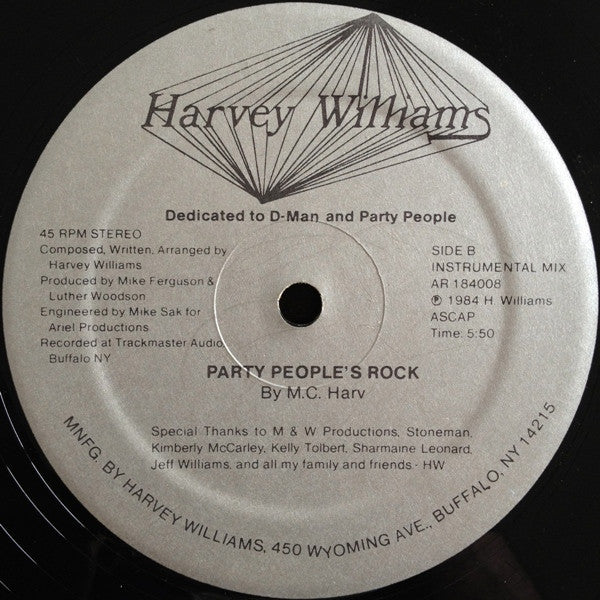 Harvey Williams
Dedicated to D-Man and Party People
45 RPM STEREO
Composed, Written, Arranged by
Harvey Williams
Produced by Mike Ferguson &
Luther Woodson
Engineered by Mike Sak for
Ariel Productions
Recorded at Trackmaster Audio,
Buffalo NY
SIDE B
INSTRUMENTAL MIX
AR 184008
℗ 1984 H. Williams
ASCAP
Time: 5:50
PARTY PEOPLE'S ROCK
By M.C. Harv
Special Thanks to M & W Productions, Stoneman,
Kimberly McCarley, Kelly Tolbert, Sharmaine Leonard,
Jeff Williams, and all my family and friends - HW
MNFG. BY HARVEY WILLIAMS, 450 WYOMING AVE., BUFFALO, NY 14215